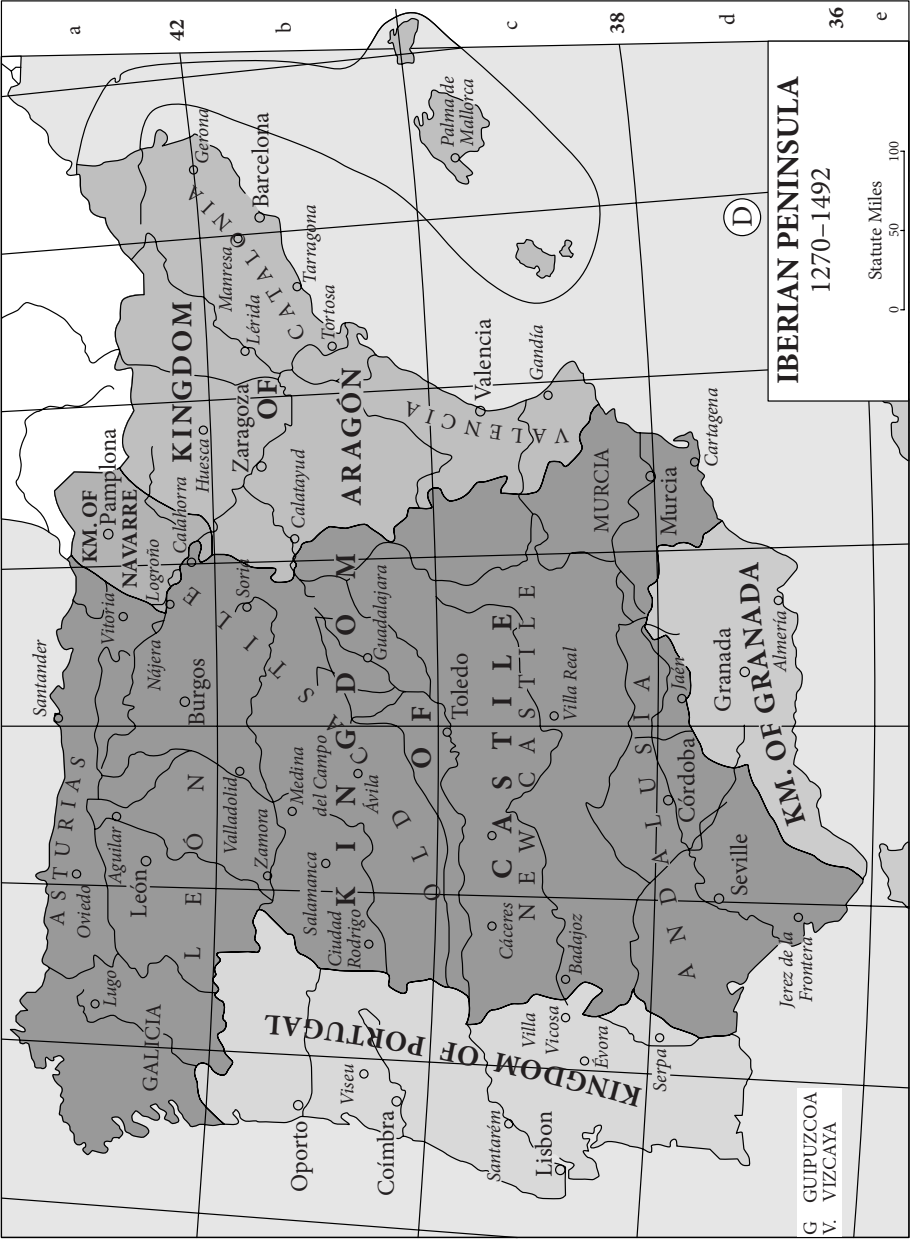 IBERIAN PENINSULA
1270–1492
Statute Miles
0 50 100
D
G GUIPUZCOA
V. VIZCAYA
a
42
b
c
38
d
36
e
Santander
ASTURIAS
Oviedo
Lugo
GALICIA
Aguilar
León
LEÓN
Vitoria
KM. OF
NAVARRE
Pamplona
Logroño
Calahorra
Nájera
Burgos
Valladolid
Zamora
Soria
Huesca
KINGDOM
OF
ARAGÓN
Zaragoza
Calatayud
Lérida
Manresa
CATALONIA
Gerona
Barcelona
Tarragona
Tortosa
Medina
del Campo
Salamanca
Ciudad
Rodrigo
Ávila
OLD CASTILE
Guadalajara
KINGDOM
OF
CASTILE
Toledo
NEW CASTILE
Villa Real
Cáceres
Badajoz
VALENCIA
Valencia
Gandía
Palma de
Mallorca
MURCIA
Murcia
Cartagena
ANDALUSIA
Jaén
Córdoba
Seville
Jerez de la
Frontera
Granada
Almería
KM. OF GRANADA
KINGDOM OF PORTUGAL
Oporto
Viseu
Coímbra
Santarém
Lisbon
Villa
Vicosa
Évora
Serpa